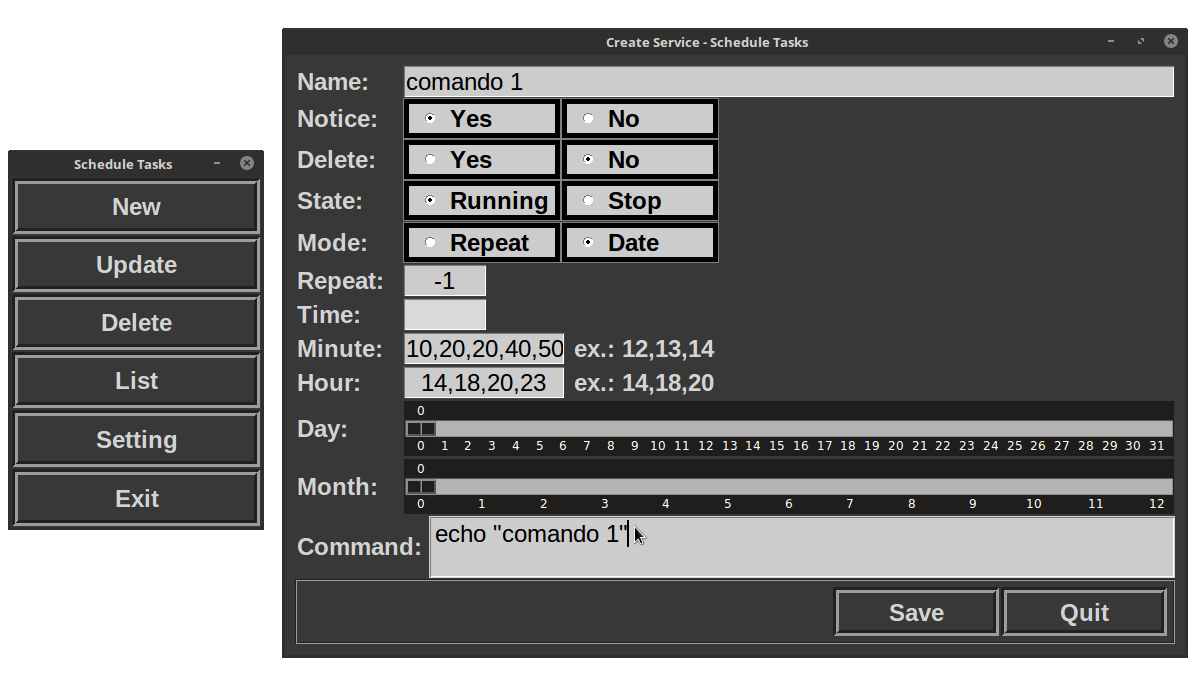 Schedule Tasks
New
Update
Delete
List
Setting
Exit
Create Service - Schedule Tasks
Name: comando 1
Notice: Yes No
Delete: Yes No
State: Running Stop
Mode: Repeat Date
Repeat: -1
Time:
Minute: 10,20,20,40,50 ex.: 12,13,14
Hour: 14,18,20,23 ex.: 14,18,20
0
Day:
0 1 2 3 4 5 6 7 8 9 10 11 12 13 14 15 16 17 18 19 20 21 22 23 24 25 26 27 28 29 30 31
0
Month:
0 1 2 3 4 5 6 7 8 9 10 11 12
Command: echo "comando 1"
Save Quit